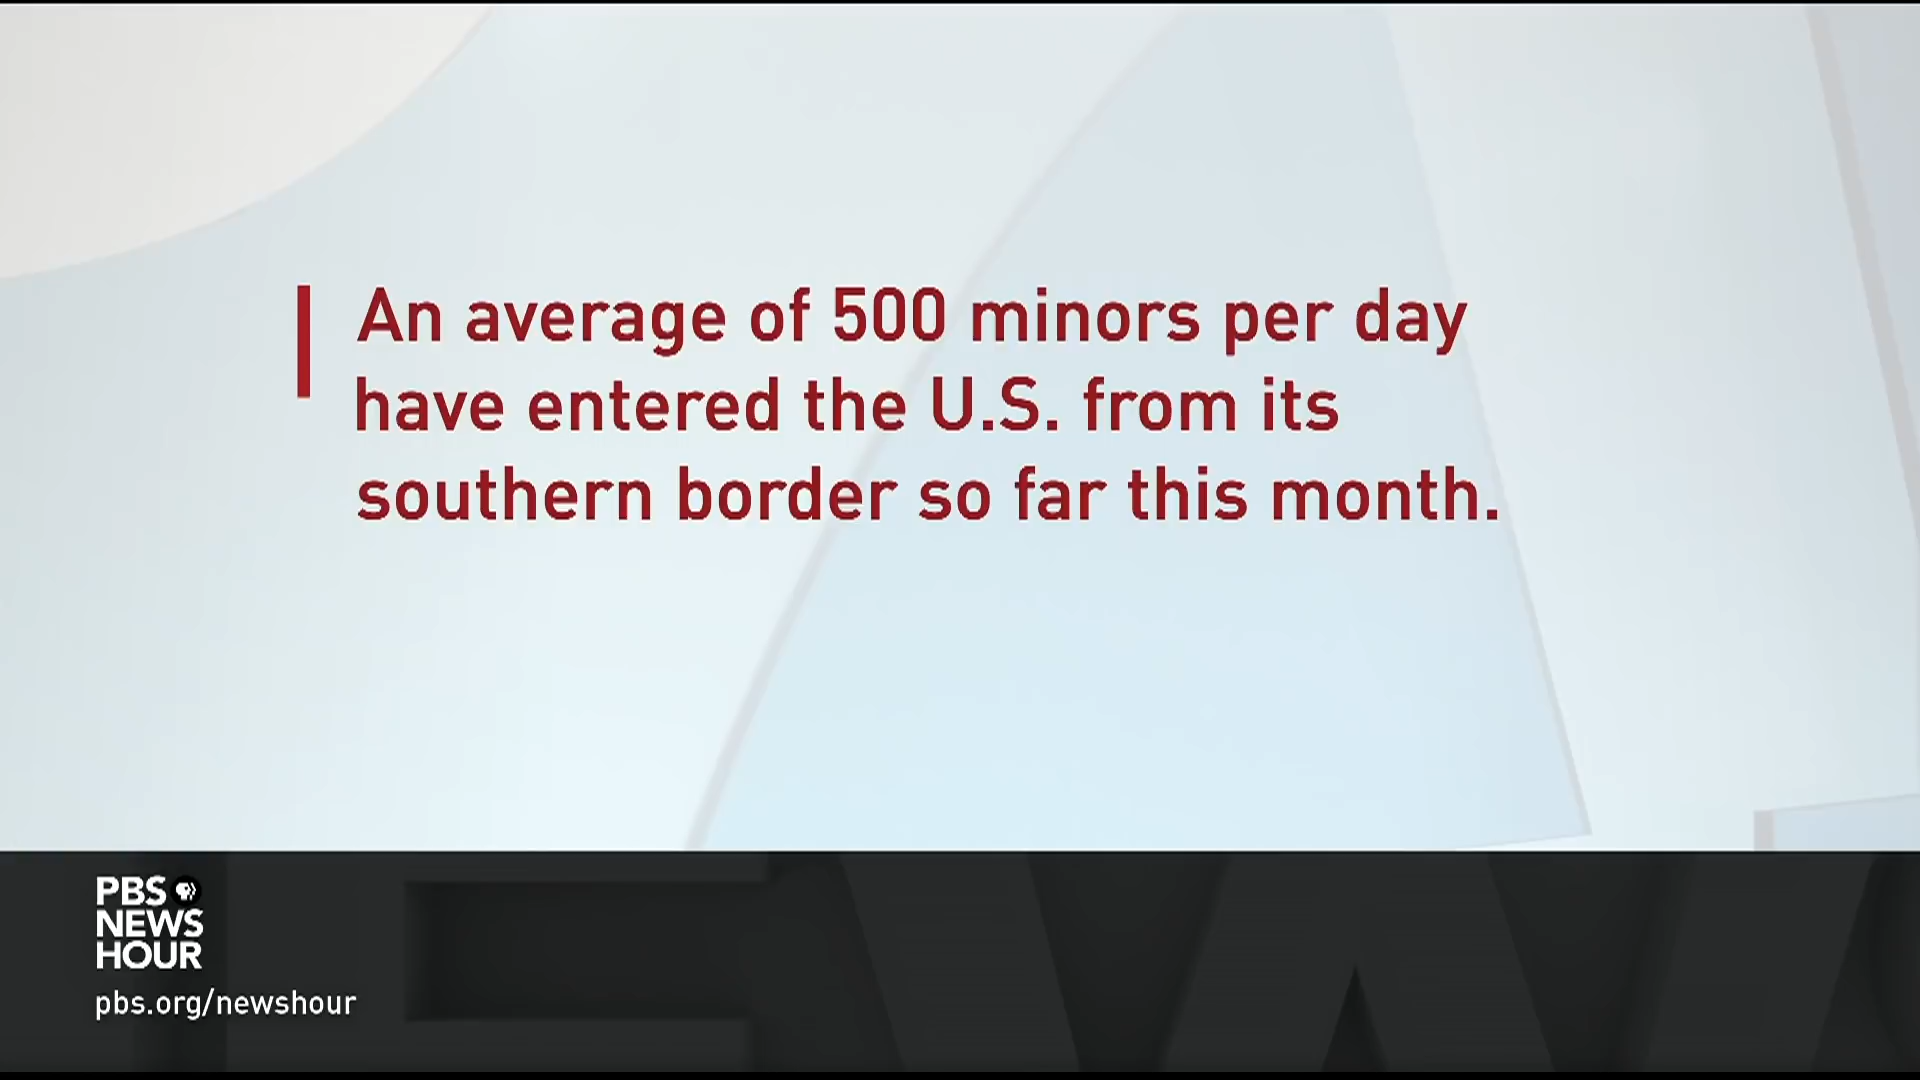 An average of 500 minors per day
have entered the U.S. from its
southern border so far this month.
PBS
NEWS
HOUR
pbs.org/newshour